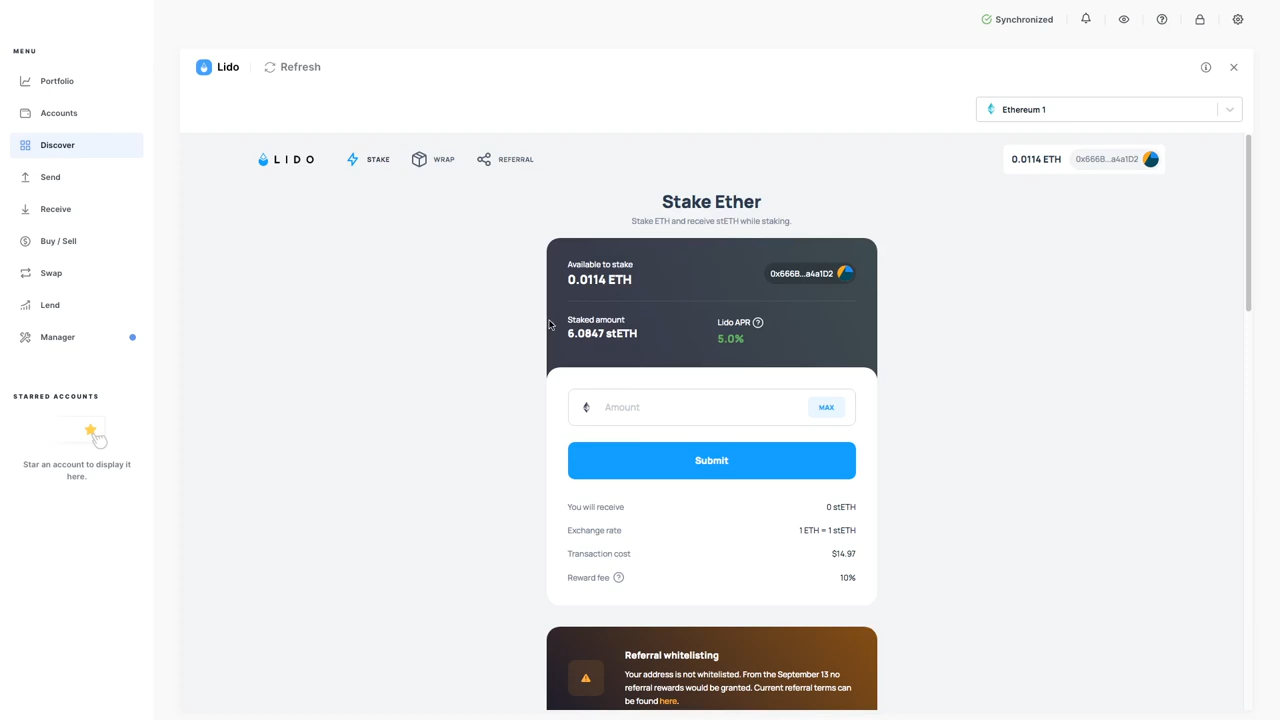 Synchronized
MENU
Portfolio
Accounts
Discover
Send
Receive
Buy / Sell
Swap
Lend
Manager
STARRED ACCOUNTS
Star an account to display it
here.
Lido
Refresh
Ethereum 1
LIDO
STAKE
WRAP
REFERRAL
0.0114 ETH
0x666B...a4a1D2
Stake Ether
Stake ETH and receive stETH while staking.
Available to stake
0.0114 ETH
0x666B...a4a1D2
Staked amount
6.0847 stETH
Lido APR
5.0%
Amount
MAX
Submit
You will receive
0 stETH
Exchange rate
1 ETH = 1 stETH
Transaction cost
$14.97
Reward fee
10%
Referral whitelisting
Your address is not whitelisted. From the September 13 no
referral rewards would be granted. Current referral terms can
be found here.